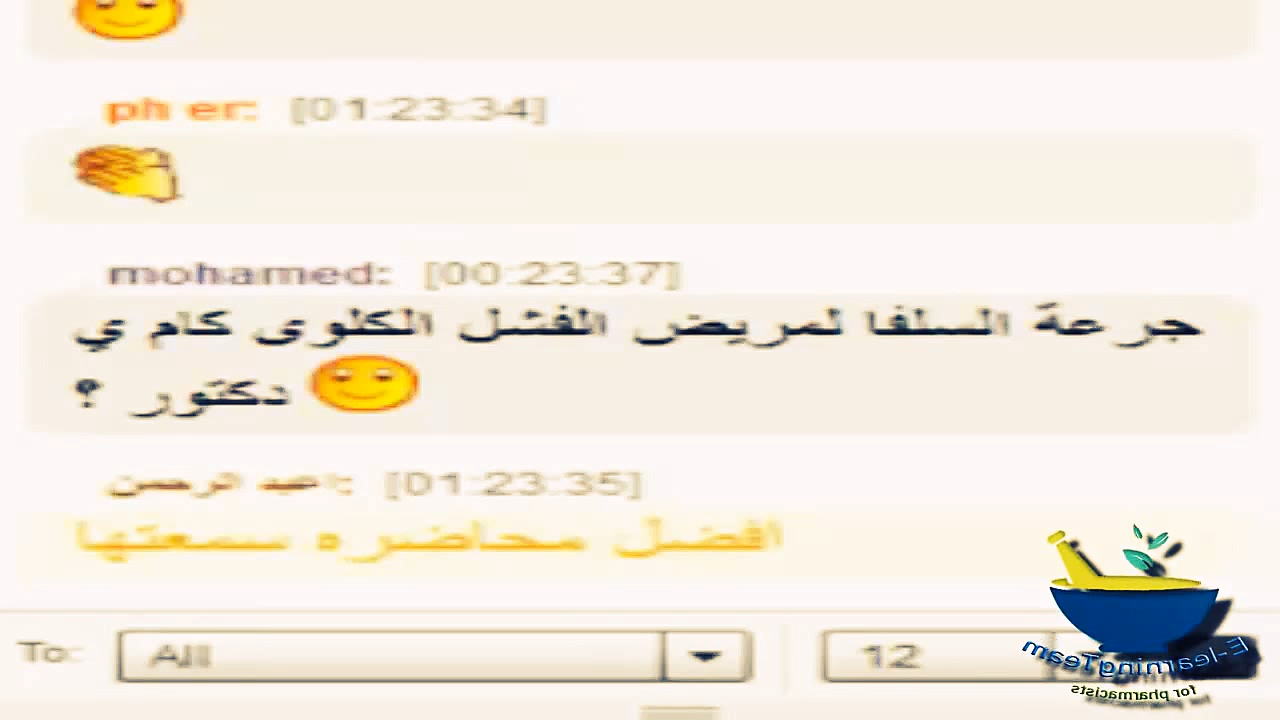 ph er: [01:23:34]
mohamed: [00:23:37]
جرعة السلفا لمريض الفشل الكلوى كام ي
دكتور ؟
عبد الرحمن: [01:23:35]
افضل محاضره سمعتها
To: All 12
E-learningTeam
for pharmacists